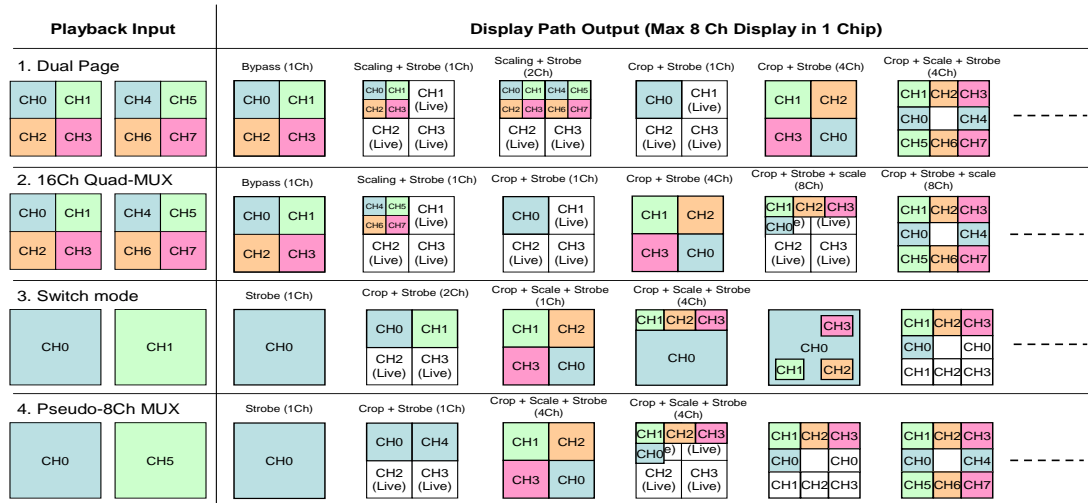 Playback Input
Display Path Output (Max 8 Ch Display in 1 Chip)
1. Dual Page
CH0 CH1 CH4 CH5
CH2 CH3 CH6 CH7
Bypass (1Ch)
CH0 CH1
CH2 CH3
Scaling + Strobe (1Ch)
CH0 CH1 CH1
(Live)
CH2 CH3
CH2 CH3
(Live) (Live)
Scaling + Strobe
(2Ch)
CH0 CH1 CH4 CH5
CH2 CH3 CH6 CH7
CH2 CH3
(Live) (Live)
Crop + Strobe (1Ch)
CH0 CH1
(Live)
CH2 CH3
(Live) (Live)
Crop + Strobe (4Ch)
CH1 CH2
CH3 CH0
Crop + Scale + Strobe
(4Ch)
CH1 CH2 CH3
CH0 CH4
CH5 CH6 CH7
2. 16Ch Quad-MUX
CH0 CH1 CH4 CH5
CH2 CH3 CH6 CH7
Bypass (1Ch)
CH0 CH1
CH2 CH3
Scaling + Strobe (1Ch)
CH4 CH5 CH1
(Live)
CH6 CH7
CH2 CH3
(Live) (Live)
Crop + Strobe (1Ch)
CH0 CH1
(Live)
CH2 CH3
(Live) (Live)
Crop + Strobe (4Ch)
CH1 CH2
CH3 CH0
Crop + Strobe + scale
(8Ch)
CH1 CH2 CH3
CH0 e) (Live)
CH2 CH3
(Live) (Live)
Crop + Strobe + scale
(8Ch)
CH1 CH2 CH3
CH0 CH4
CH5 CH6 CH7
3. Switch mode
CH0 CH1
Strobe (1Ch)
CH0
Crop + Strobe (2Ch)
CH0 CH1
CH2 CH3
(Live) (Live)
Crop + Scale + Strobe
(1Ch)
CH1 CH2
CH3 CH0
Crop + Scale + Strobe
(4Ch)
CH1 CH2 CH3
CH0
CH3
CH0
CH1 CH2
CH1 CH2 CH3
CH0 CH0
CH1 CH2 CH3
4. Pseudo-8Ch MUX
CH0 CH5
Strobe (1Ch)
CH0
Crop + Strobe (1Ch)
CH0 CH4
CH2 CH3
(Live) (Live)
Crop + Scale + Strobe
(4Ch)
CH1 CH2
CH3 CH0
Crop + Scale + Strobe
(4Ch)
CH1 CH2 CH3
CH0 e) (Live)
CH2 CH3
(Live) (Live)
CH1 CH2 CH3
CH0 CH0
CH1 CH2 CH3
CH1 CH2 CH3
CH0 CH4
CH5 CH6 CH7